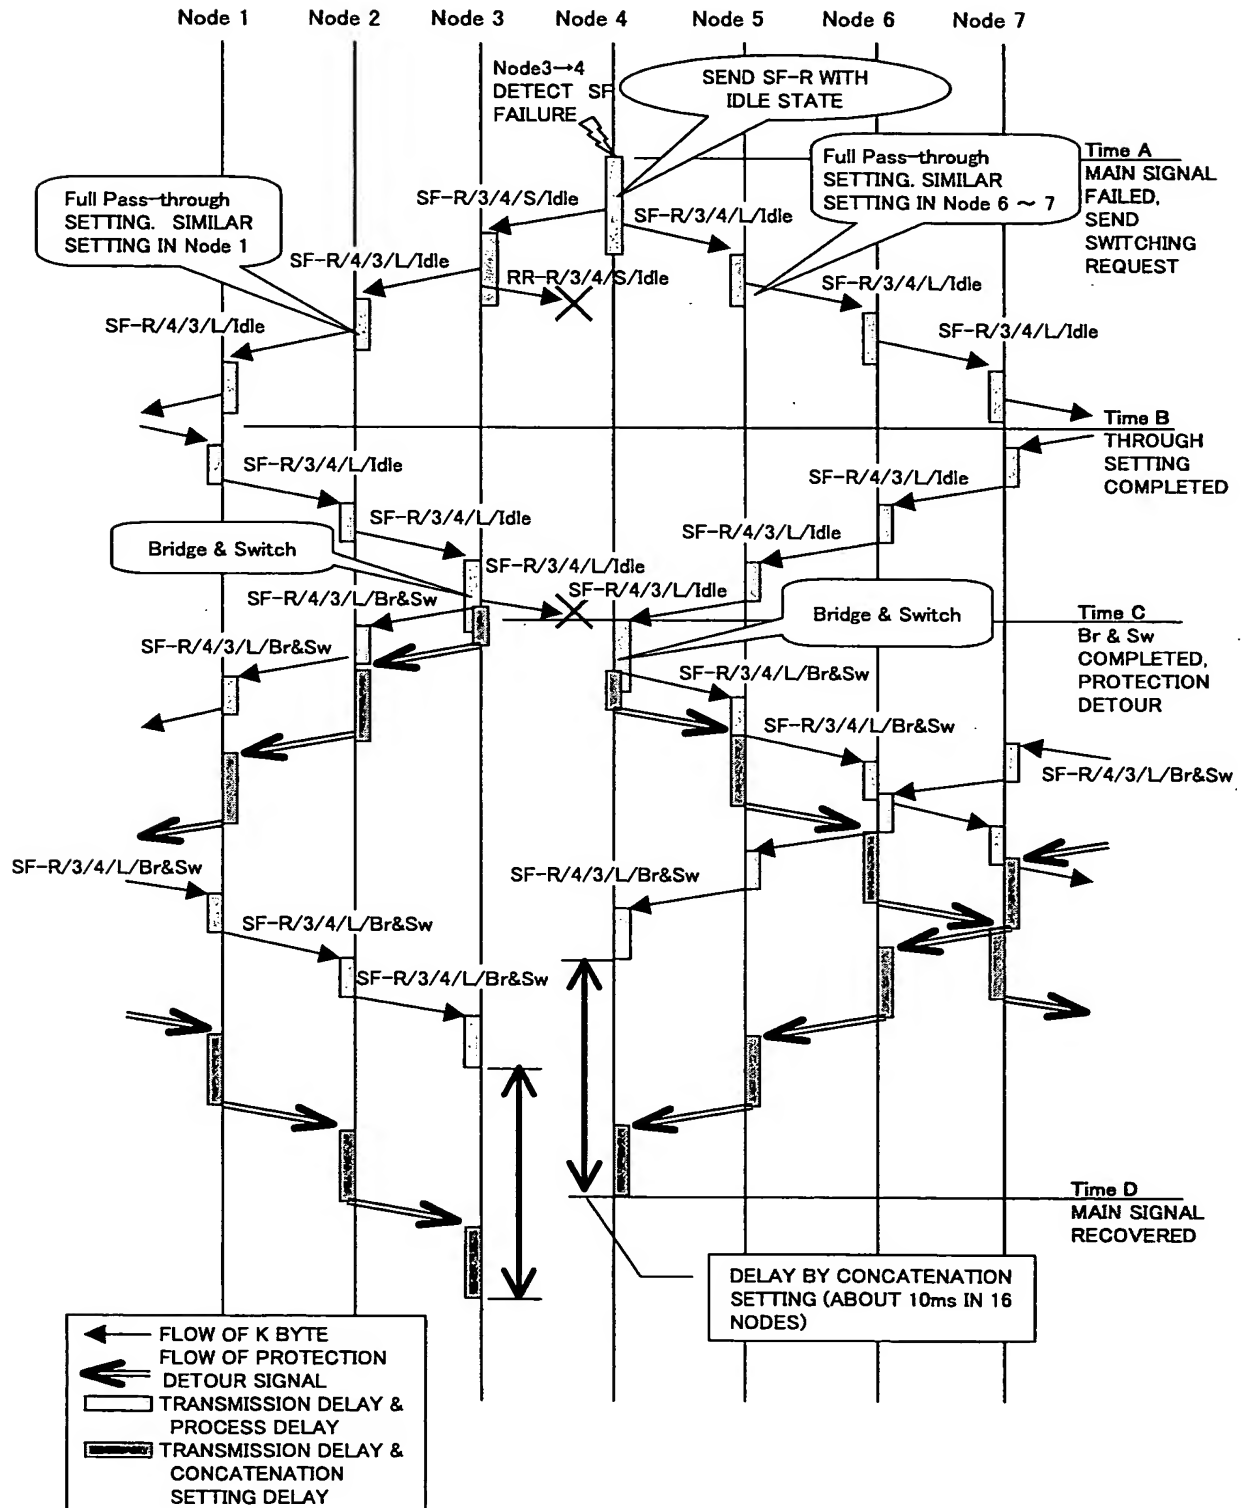 Node 1 Node 2 Node 3 Node 4 Node 5 Node 6 Node 7
Node3→4
DETECT SF
FAILURE
SEND SF-R WITH
IDLE STATE
Full Pass-through
SETTING. SIMILAR
SETTING IN Node 6 ~ 7
Time A
MAIN SIGNAL
FAILED,
SEND
SWITCHING
REQUEST
Full Pass-through
SETTING. SIMILAR
SETTING IN Node 1
SF-R/3/4/S/Idle
SF-R/3/4/L/Idle
SF-R/4/3/L/Idle
RR-R/3/4/S/Idle
SF-R/3/4/L/Idle
SF-R/4/3/L/Idle
SF-R/3/4/L/Idle
Time B
THROUGH
SETTING
COMPLETED
SF-R/3/4/L/Idle
SF-R/4/3/L/Idle
SF-R/3/4/L/Idle
SF-R/4/3/L/Idle
Bridge & Switch
SF-R/3/4/L/Idle
SF-R/4/3/L/Idle
SF-R/4/3/L/Br&Sw
Bridge & Switch
Time C
Br & Sw
COMPLETED,
PROTECTION
DETOUR
SF-R/4/3/L/Br&Sw
SF-R/3/4/L/Br&Sw
SF-R/3/4/L/Br&Sw
SF-R/4/3/L/Br&Sw
SF-R/3/4/L/Br&Sw
SF-R/4/3/L/Br&Sw
SF-R/3/4/L/Br&Sw
SF-R/3/4/L/Br&Sw
Time D
MAIN SIGNAL
RECOVERED
DELAY BY CONCATENATION
SETTING (ABOUT 10ms IN 16
NODES)
FLOW OF K BYTE
FLOW OF PROTECTION
DETOUR SIGNAL
TRANSMISSION DELAY &
PROCESS DELAY
TRANSMISSION DELAY &
CONCATENATION
SETTING DELAY